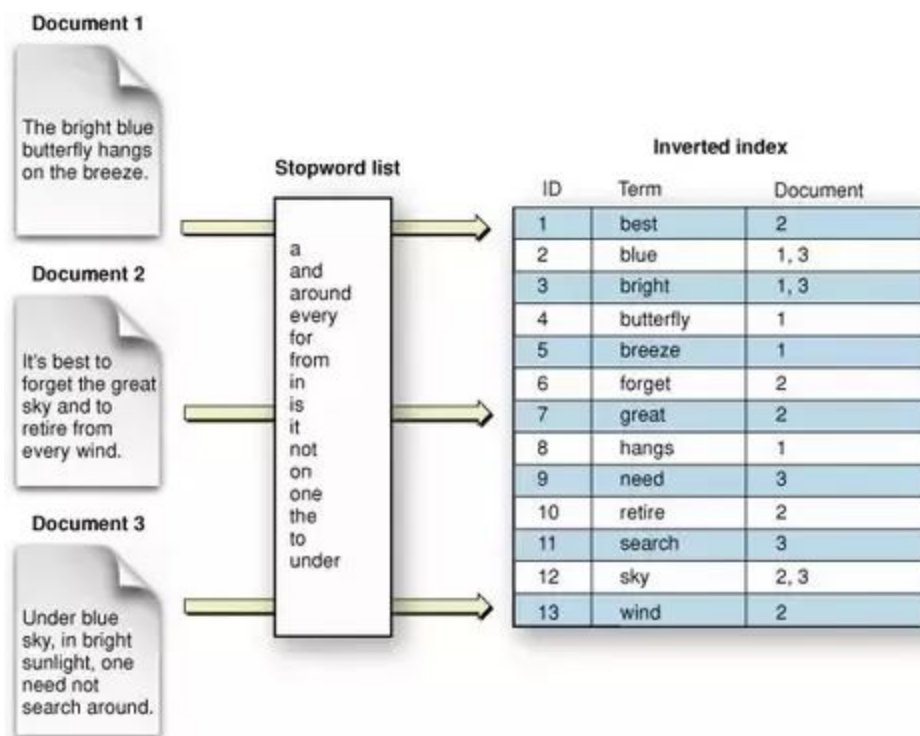 Document 1
The bright blue
butterfly hangs
on the breeze.
Document 2
It's best to
forget the great
sky and to
retire from
every wind.
Document 3
Under blue
sky, in bright
sunlight, one
need not
search around.
Stopword list
a
and
around
every
for
from
in
is
it
not
on
one
the
to
under
Inverted index
ID Term Document
1 best 2
2 blue 1, 3
3 bright 1, 3
4 butterfly 1
5 breeze 1
6 forget 2
7 great 2
8 hangs 1
9 need 3
10 retire 2
11 search 3
12 sky 2, 3
13 wind 2